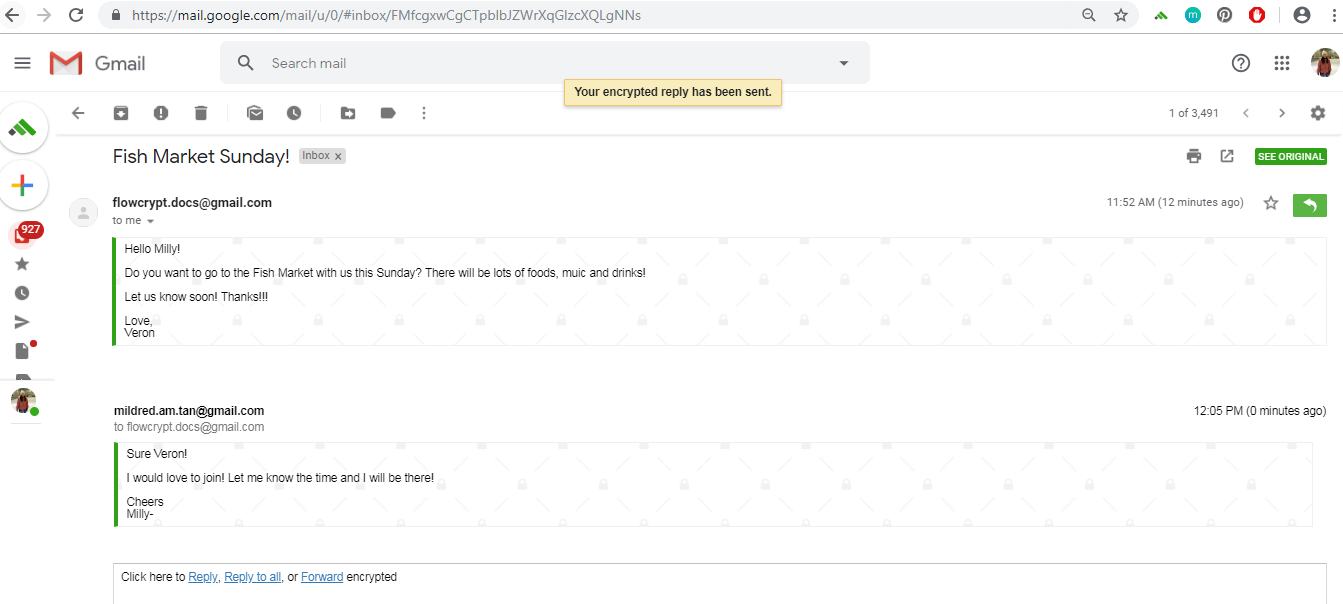 https://mail.google.com/mail/u/0/#inbox/FMfcgxwCgCTpblbJZWrXqGlzcXQLgNNs
m
Gmail
Search mail
Your encrypted reply has been sent.
1 of 3,491
Fish Market Sunday!
Inbox x
SEE ORIGINAL
927
flowcrypt.docs@gmail.com
11:52 AM (12 minutes ago)
to me
Hello Milly!
Do you want to go to the Fish Market with us this Sunday? There will be lots of foods, muic and drinks!
Let us know soon! Thanks!!!
Love,
Veron
mildred.am.tan@gmail.com
12:05 PM (0 minutes ago)
to flowcrypt.docs@gmail.com
Sure Veron!
I would love to join! Let me know the time and I will be there!
Cheers
Milly-
Click here to Reply, Reply to all, or Forward encrypted